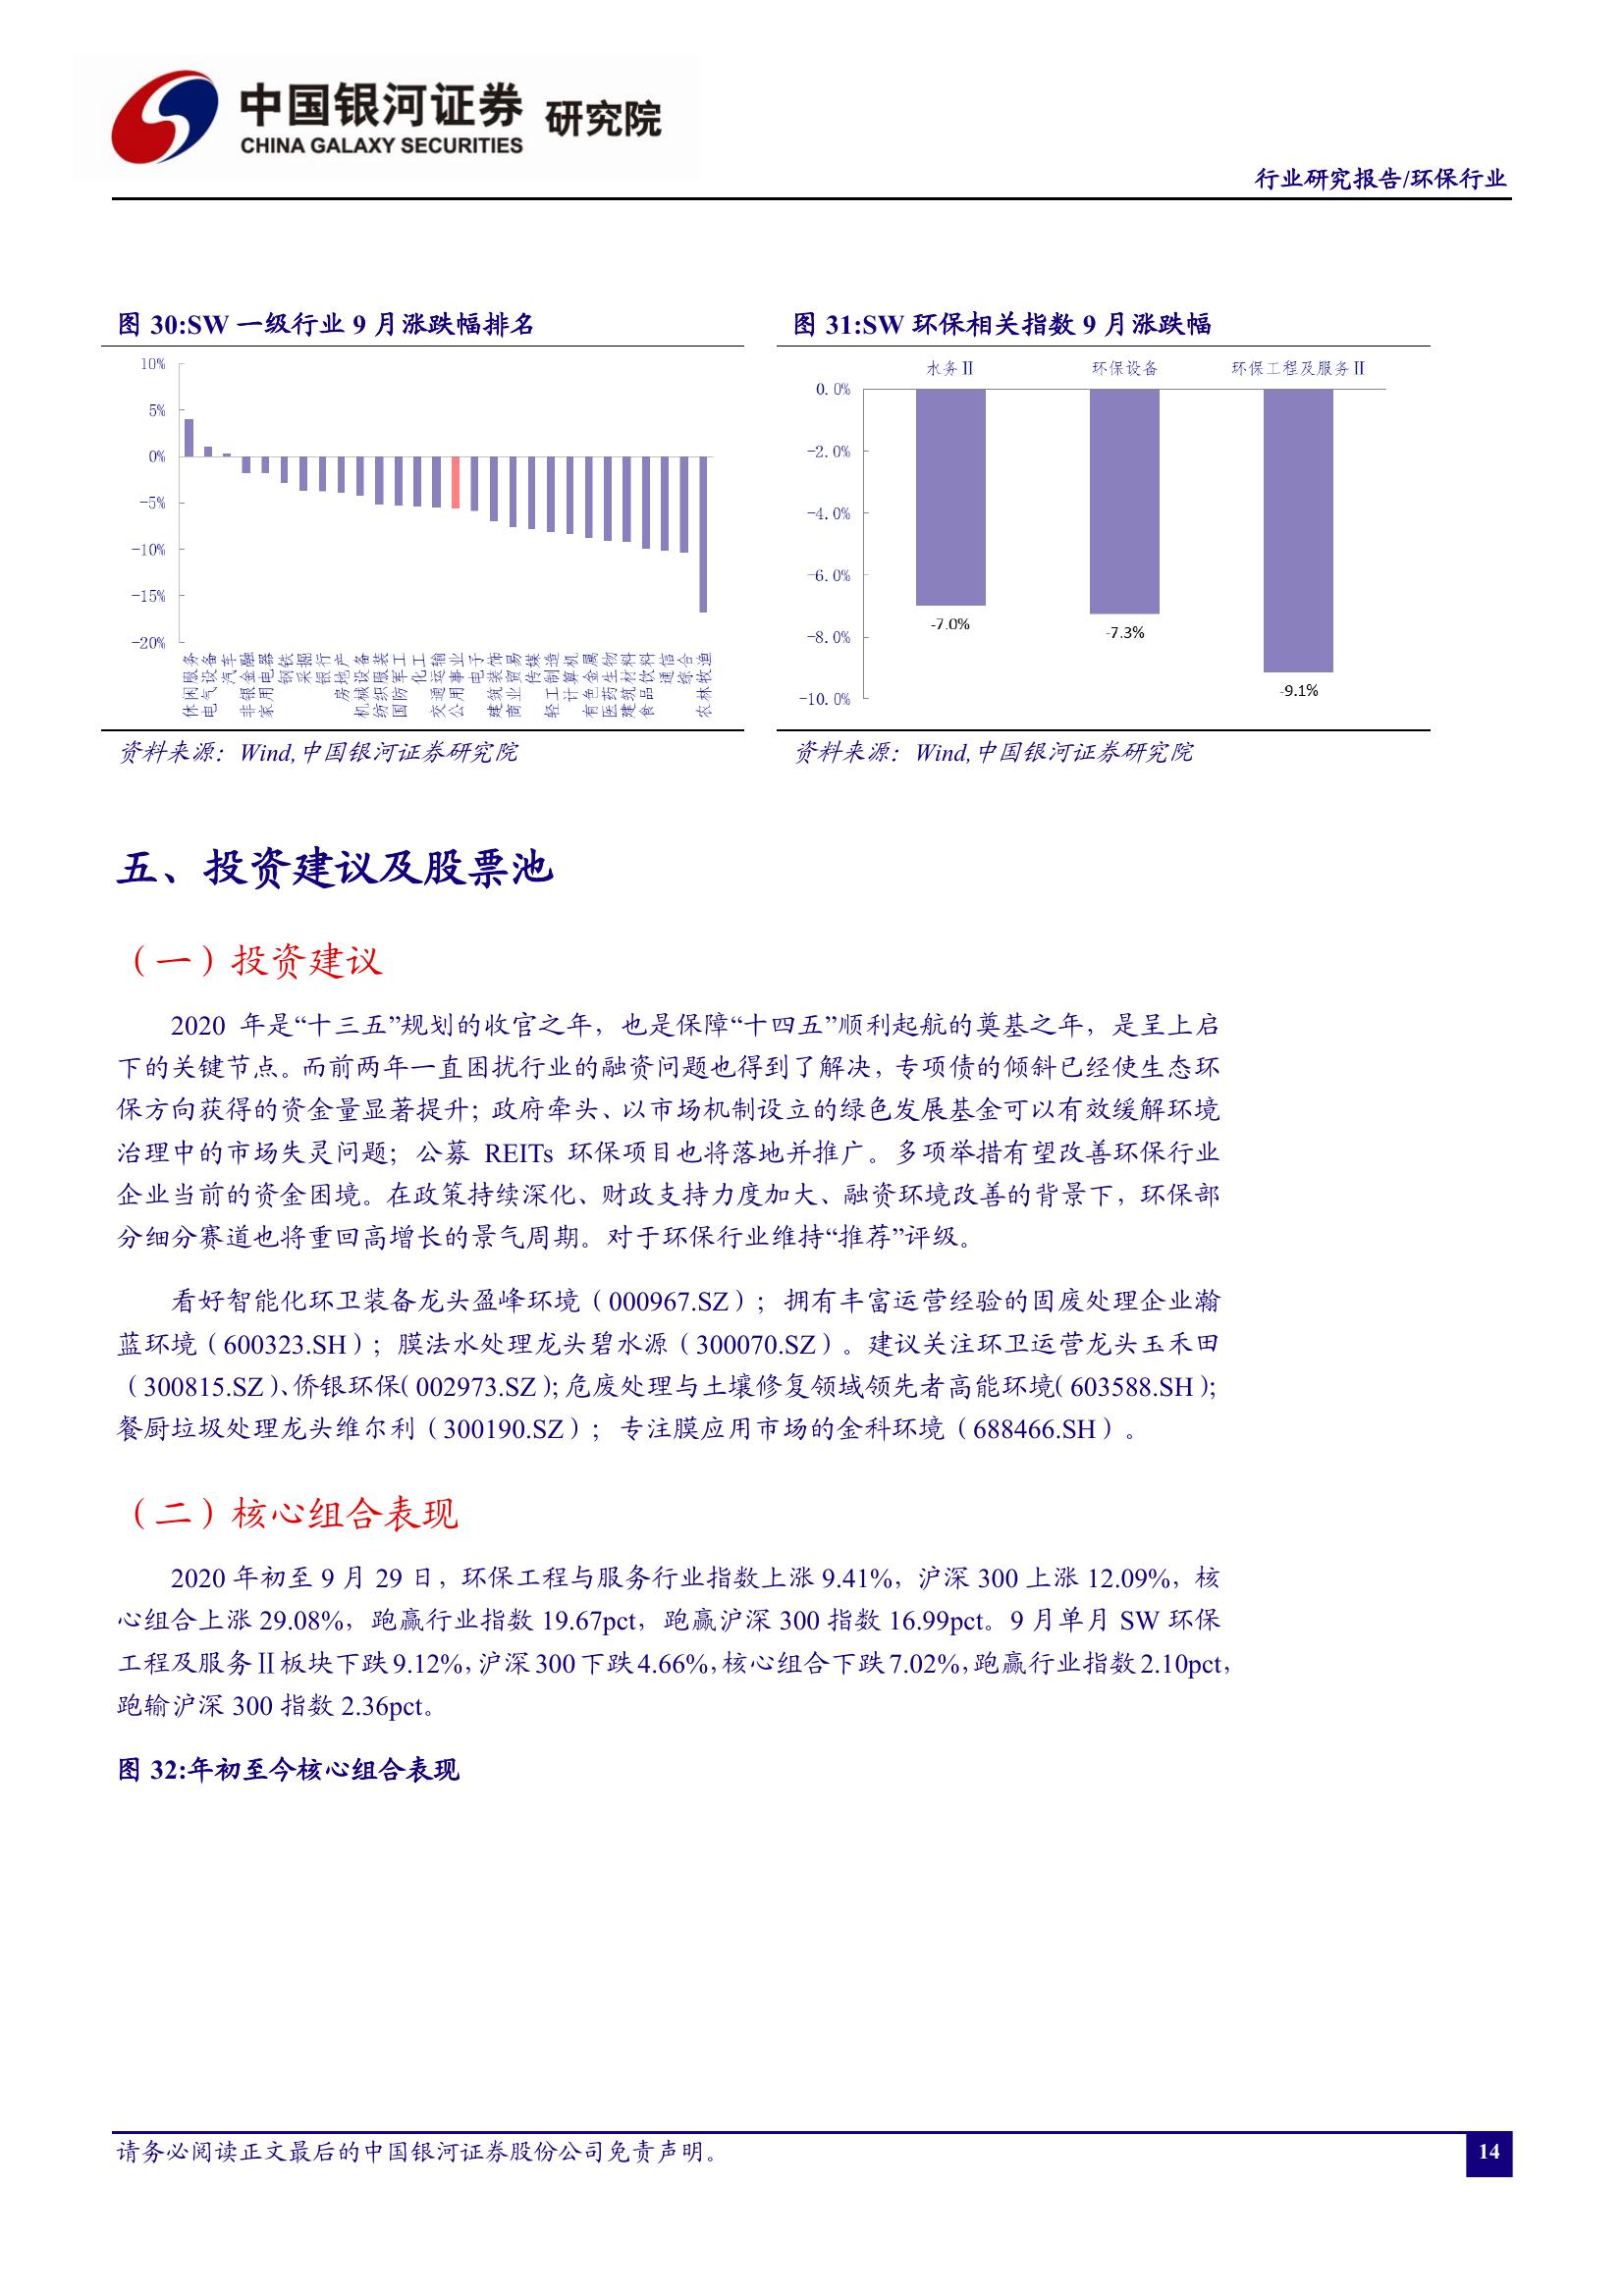 中国银河证券 研究院
CHINA GALAXY SECURITIES
行业研究报告/环保行业
图 30:SW 一级行业 9 月涨跌幅排名
10%
5%
0%
-5%
-10%
-15%
-20%
休闲服务
电气设备
汽车
非银金融
家用电器
钢铁
采掘
银行
房地产
机械设备
纺织服装
国防军工
化工
交通运输
公用事业
电子
建筑装饰
商业贸易
传媒
轻工制造
计算机
有色金属
医药生物
建筑材料
食品饮料
通信
综合
农林牧渔
资料来源：Wind,中国银河证券研究院
图 31:SW 环保相关指数 9 月涨跌幅
水务Ⅱ 环保设备 环保工程及服务Ⅱ
0.0%
-2.0%
-4.0%
-6.0%
-8.0%
-10.0%
-7.0%
-7.3%
-9.1%
资料来源：Wind,中国银河证券研究院
五、投资建议及股票池
（一）投资建议
2020 年是“十三五”规划的收官之年，也是保障“十四五”顺利起航的奠基之年，是呈上启
下的关键节点。而前两年一直困扰行业的融资问题也得到了解决，专项债的倾斜已经使生态环
保方向获得的资金量显著提升；政府牵头、以市场机制设立的绿色发展基金可以有效缓解环境
治理中的市场失灵问题；公募 REITs 环保项目也将落地并推广。多项举措有望改善环保行业
企业当前的资金困境。在政策持续深化、财政支持力度加大、融资环境改善的背景下，环保部
分细分赛道也将重回高增长的景气周期。对于环保行业维持“推荐”评级。
看好智能化环卫装备龙头盈峰环境（000967.SZ）；拥有丰富运营经验的固废处理企业瀚
蓝环境（600323.SH）；膜法水处理龙头碧水源（300070.SZ）。建议关注环卫运营龙头玉禾田
（300815.SZ）、侨银环保（002973.SZ）；危废处理与土壤修复领域领先者高能环境（603588.SH）；
餐厨垃圾处理龙头维尔利（300190.SZ）；专注膜应用市场的金科环境（688466.SH）。
（二）核心组合表现
2020 年初至 9 月 29 日，环保工程与服务行业指数上涨 9.41%，沪深 300 上涨 12.09%，核
心组合上涨 29.08%，跑赢行业指数 19.67pct，跑赢沪深 300 指数 16.99pct。9 月单月 SW 环保
工程及服务Ⅱ板块下跌 9.12%，沪深 300 下跌 4.66%，核心组合下跌 7.02%，跑赢行业指数 2.10pct，
跑输沪深 300 指数 2.36pct。
图 32:年初至今核心组合表现
请务必阅读正文最后的中国银河证券股份公司免责声明。
14